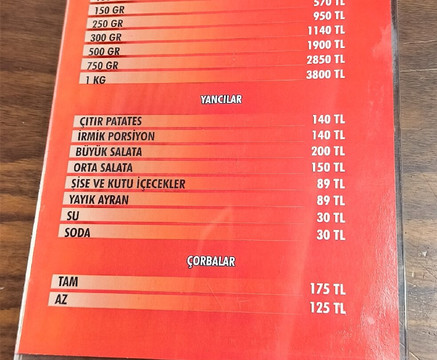 570 TL
150 GR 950 TL
250 GR 1140 TL
300 GR 1900 TL
500 GR 2850 TL
750 GR 3800 TL
1 KG
YANCILAR
ÇITIR PATATES 140 TL
İRMİK PORSİYON 140 TL
BÜYÜK SALATA 200 TL
ORTA SALATA 150 TL
ŞİSE VE KUTU İÇECEKLER 89 TL
YAYIK AYRAN 89 TL
SU 30 TL
SODA 30 TL
ÇORBALAR
TAM 175 TL
AZ 125 TL